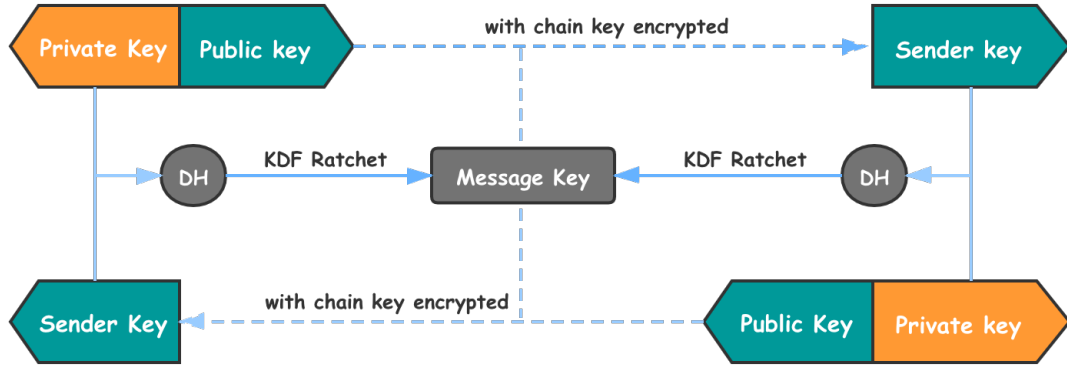 with chain key encrypted
Private Key
Public key
Sender key
KDF Ratchet
KDF Ratchet
DH
Message Key
DH
with chain key encrypted
Sender Key
Public Key
Private key